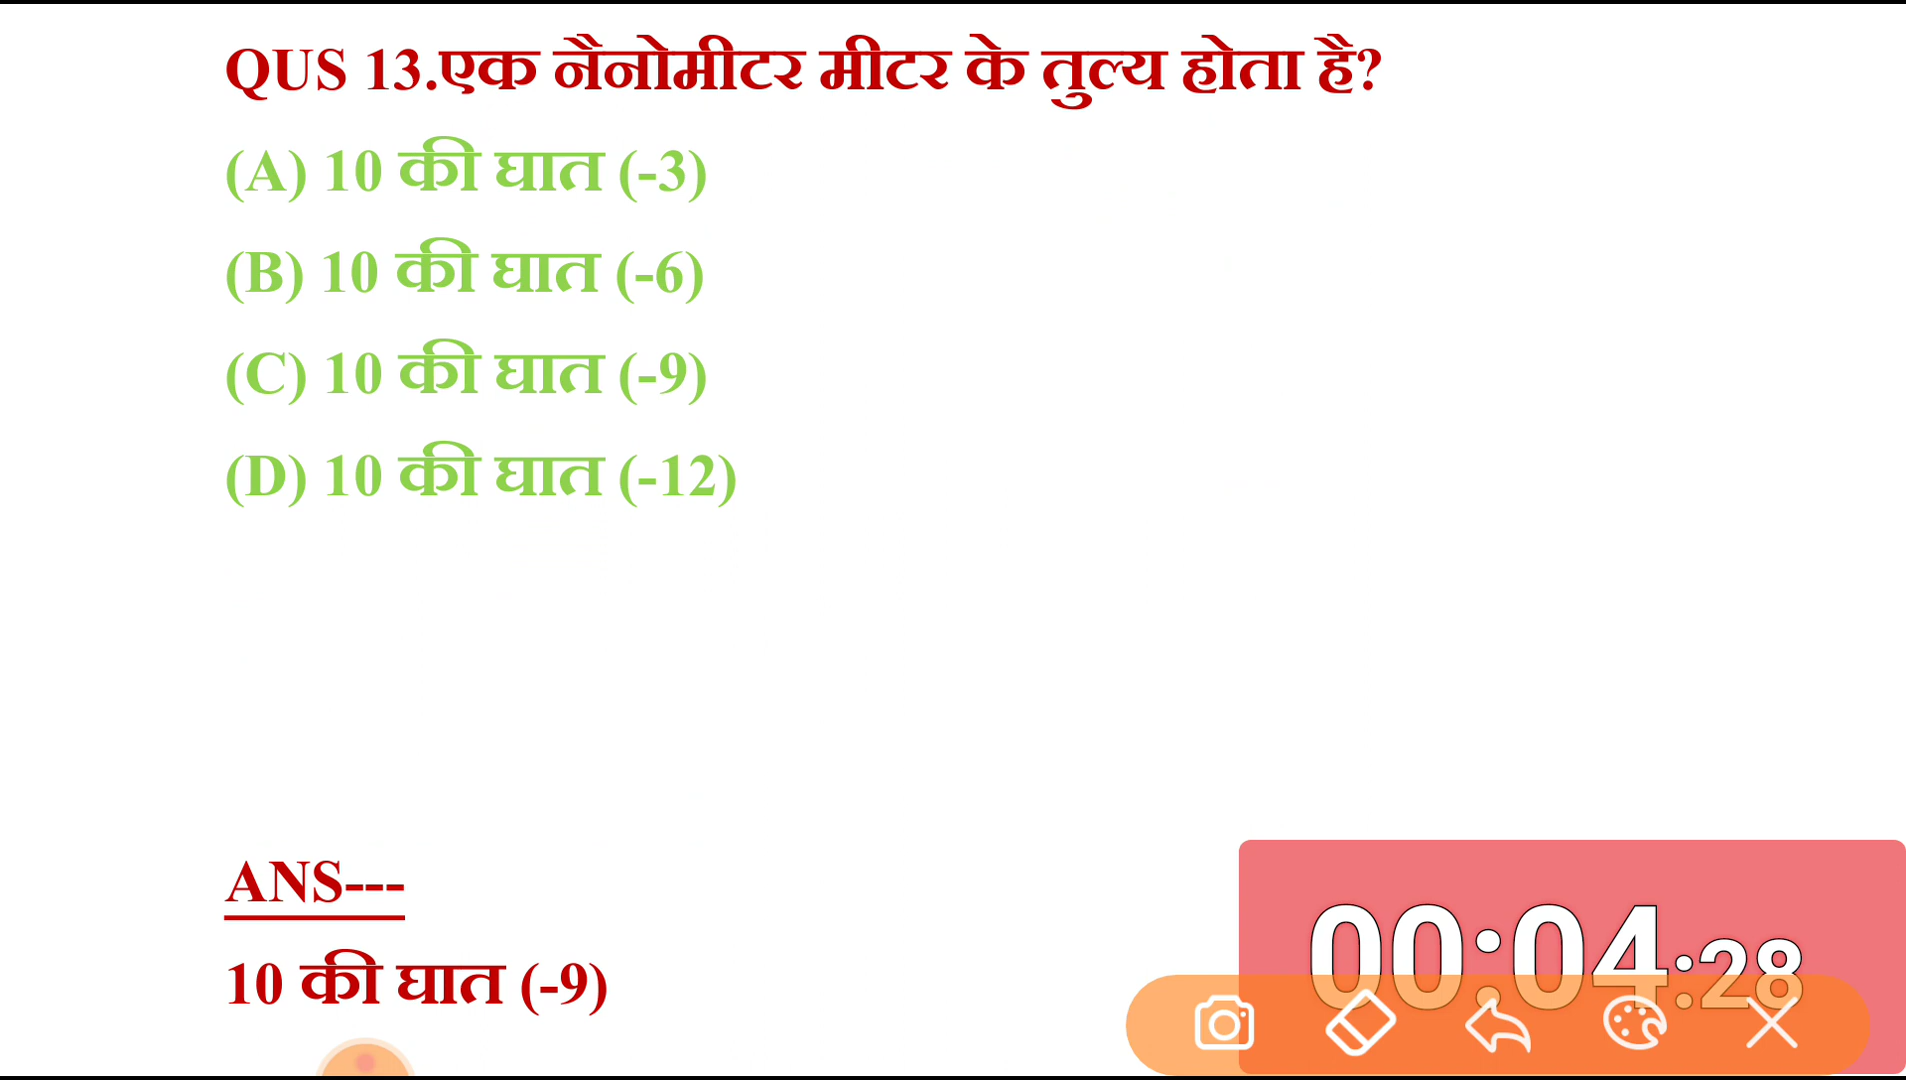 QUS 13.एक नैनोमीटर मीटर के तुल्य होता है?
(A) 10 की घात (-3)
(B) 10 की घात (-6)
(C) 10 की घात (-9)
(D) 10 की घात (-12)
ANS---
10 की घात (-9)
00:04:28